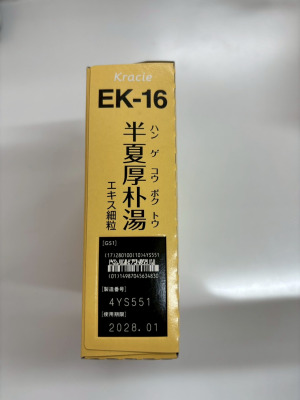 Kracie
EK-16
半夏厚朴湯
ハン ゲ コウ ボク トウ
エキス細粒
[GS1]
(17)280100(10)4YS551
(01)14987045634830
[製造番号]
4YS551
[使用期限]
2028.01